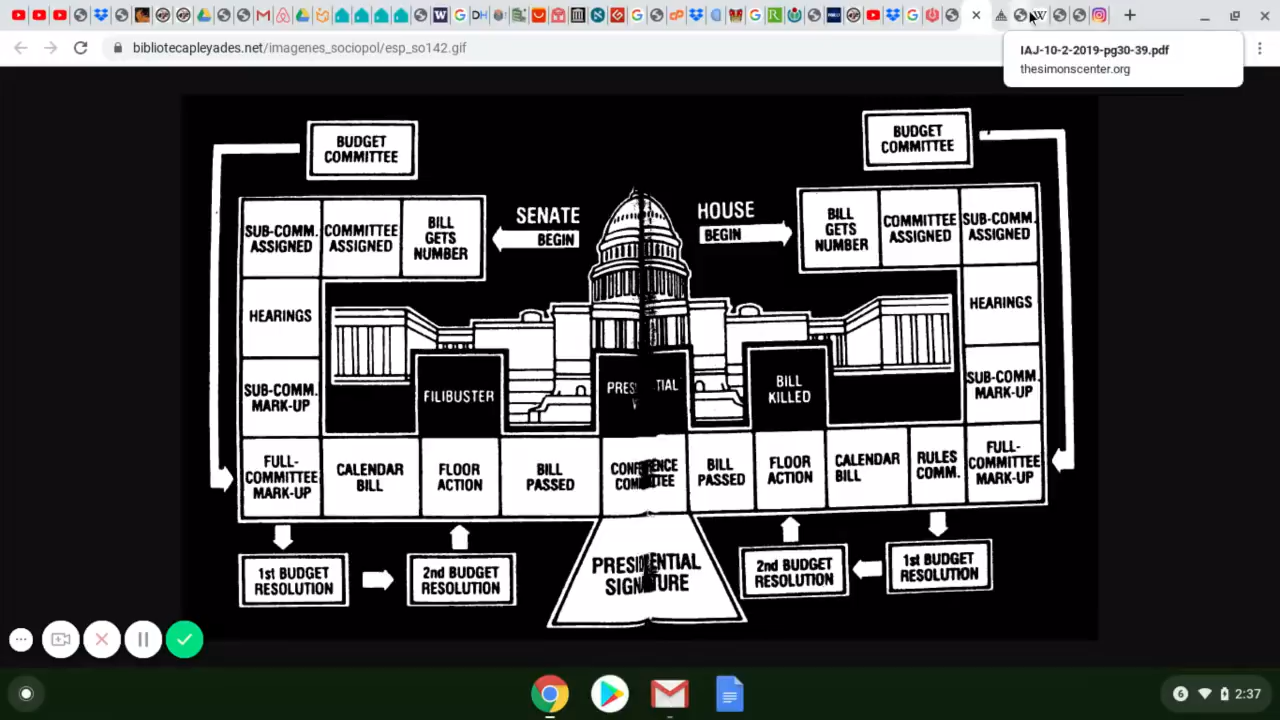 bibliotecapleyades.net/imagenes_sociopol/esp_so142.gif
IAJ-10-2-2019-pg30-39.pdf
thesimonscenter.org
BUDGET
COMMITTEE
BUDGET
COMMITTEE
SUB-COMM.
ASSIGNED
COMMITTEE
ASSIGNED
BILL
GETS
NUMBER
SENATE
BEGIN
HOUSE
BEGIN
BILL
GETS
NUMBER
COMMITTEE
ASSIGNED
SUB-COMM.
ASSIGNED
HEARINGS
HEARINGS
SUB-COMM.
MARK-UP
FILIBUSTER
BILL
KILLED
SUB-COMM.
MARK-UP
FULL-
COMMITTEE
MARK-UP
CALENDAR
BILL
FLOOR
ACTION
BILL
PASSED
CONFERENCE
COMMITTEE
BILL
PASSED
FLOOR
ACTION
CALENDAR
BILL
RULES
COMM.
FULL-
COMMITTEE
MARK-UP
1st BUDGET
RESOLUTION
2nd BUDGET
RESOLUTION
PRESIDENTIAL
SIGNATURE
2nd BUDGET
RESOLUTION
1st BUDGET
RESOLUTION
6
2:37